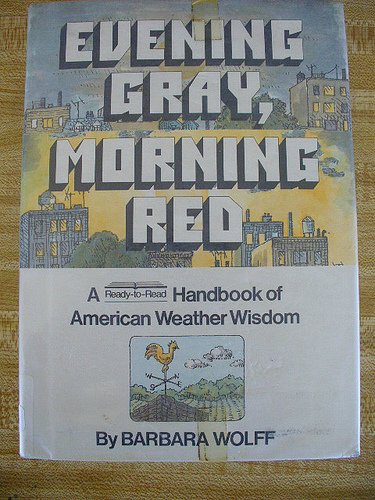 EVENING
GRAY,
MORNING
RED
A Ready-to-Read Handbook of
American Weather Wisdom
By BARBARA WOLFF